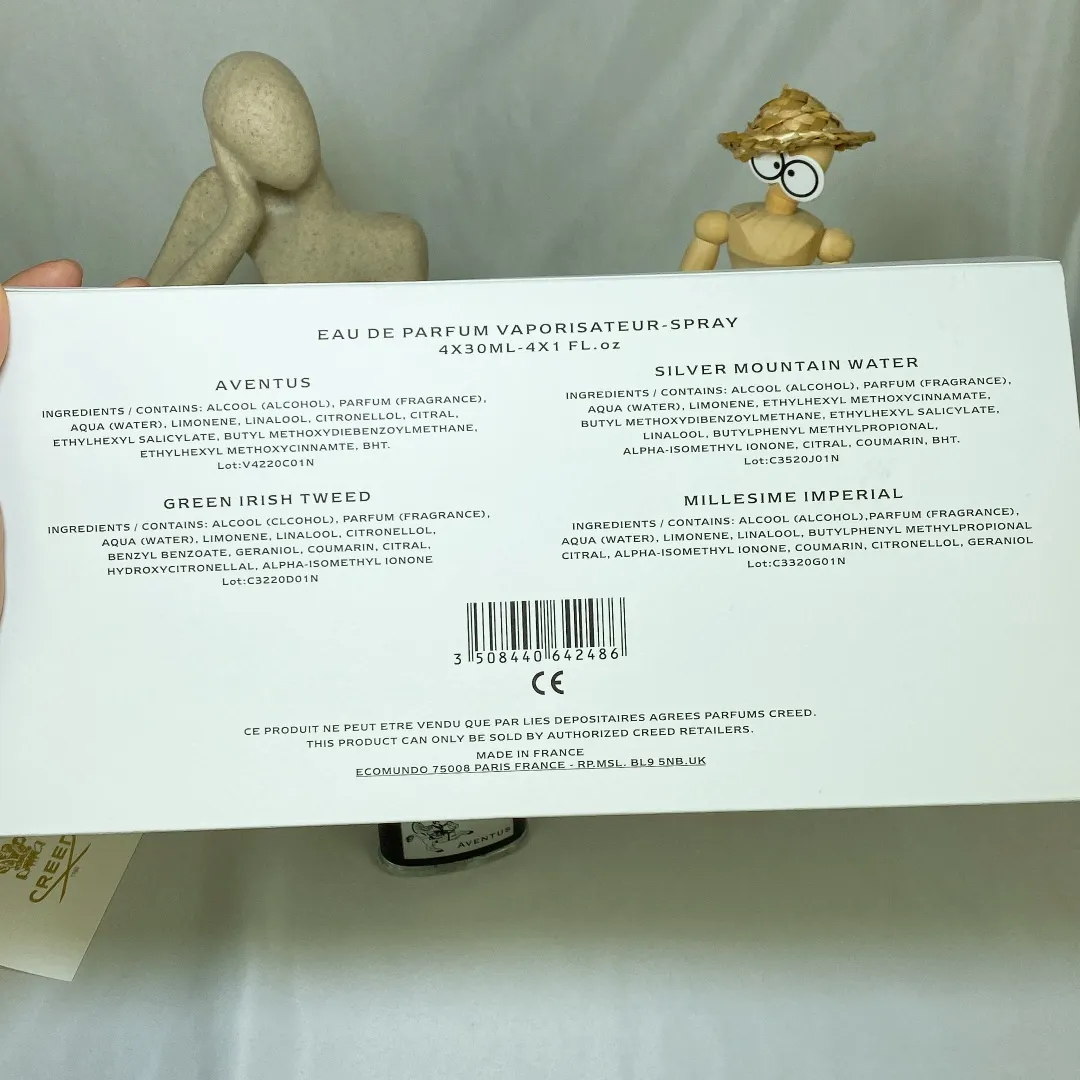 EAU DE PARFUM VAPORISATEUR-SPRAY
4X30ML-4X1 FL.oz
AVENTUS
INGREDIENTS / CONTAINS: ALCOOL (ALCOHOL), PARFUM (FRAGRANCE),
AQUA (WATER), LIMONENE, LINALOOL, CITRONELLOL, CITRAL,
ETHYLHEXYL SALICYLATE, BUTYL METHOXYDIEBENZOYLMETHANE,
ETHYLHEXYL METHOXYCINNAMTE, BHT.
Lot:V4220C01N
SILVER MOUNTAIN WATER
INGREDIENTS / CONTAINS: ALCOOL (ALCOHOL), PARFUM (FRAGRANCE),
AQUA (WATER), LIMONENE, ETHYLHEXYL METHOXYCINNAMATE,
BUTYL METHOXYDIBENZOYLMETHANE, ETHYLHEXYL SALICYLATE,
LINALOOL, BUTYLPHENYL METHYLPROPIONAL,
ALPHA-ISOMETHYL IONONE, CITRAL, COUMARIN, BHT.
Lot:C3520J01N
GREEN IRISH TWEED
INGREDIENTS / CONTAINS: ALCOOL (CLCOHOL), PARFUM (FRAGRANCE),
AQUA (WATER), LIMONENE, LINALOOL, CITRONELLOL,
BENZYL BENZOATE, GERANIOL, COUMARIN, CITRAL,
HYDROXYCITRONELLAL, ALPHA-ISOMETHYL IONONE
Lot:C3220D01N
MILLESIME IMPERIAL
INGREDIENTS / CONTAINS: ALCOOL (ALCOHOL),PARFUM (FRAGRANCE),
AQUA (WATER), LIMONENE, LINALOOL, BUTYLPHENYL METHYLPROPIONAL
CITRAL, ALPHA-ISOMETHYL IONONE, COUMARIN, CITRONELLOL, GERANIOL
Lot:C3320G01N
3 508440 642486
CE
CE PRODUIT NE PEUT ETRE VENDU QUE PAR LIES DEPOSITAIRES AGREES PARFUMS CREED.
THIS PRODUCT CAN ONLY BE SOLD BY AUTHORIZED CREED RETAILERS.
MADE IN FRANCE
ECOMUNDO 75008 PARIS FRANCE - RP.MSL. BL9 5NB.UK
AVENTUS
CREED